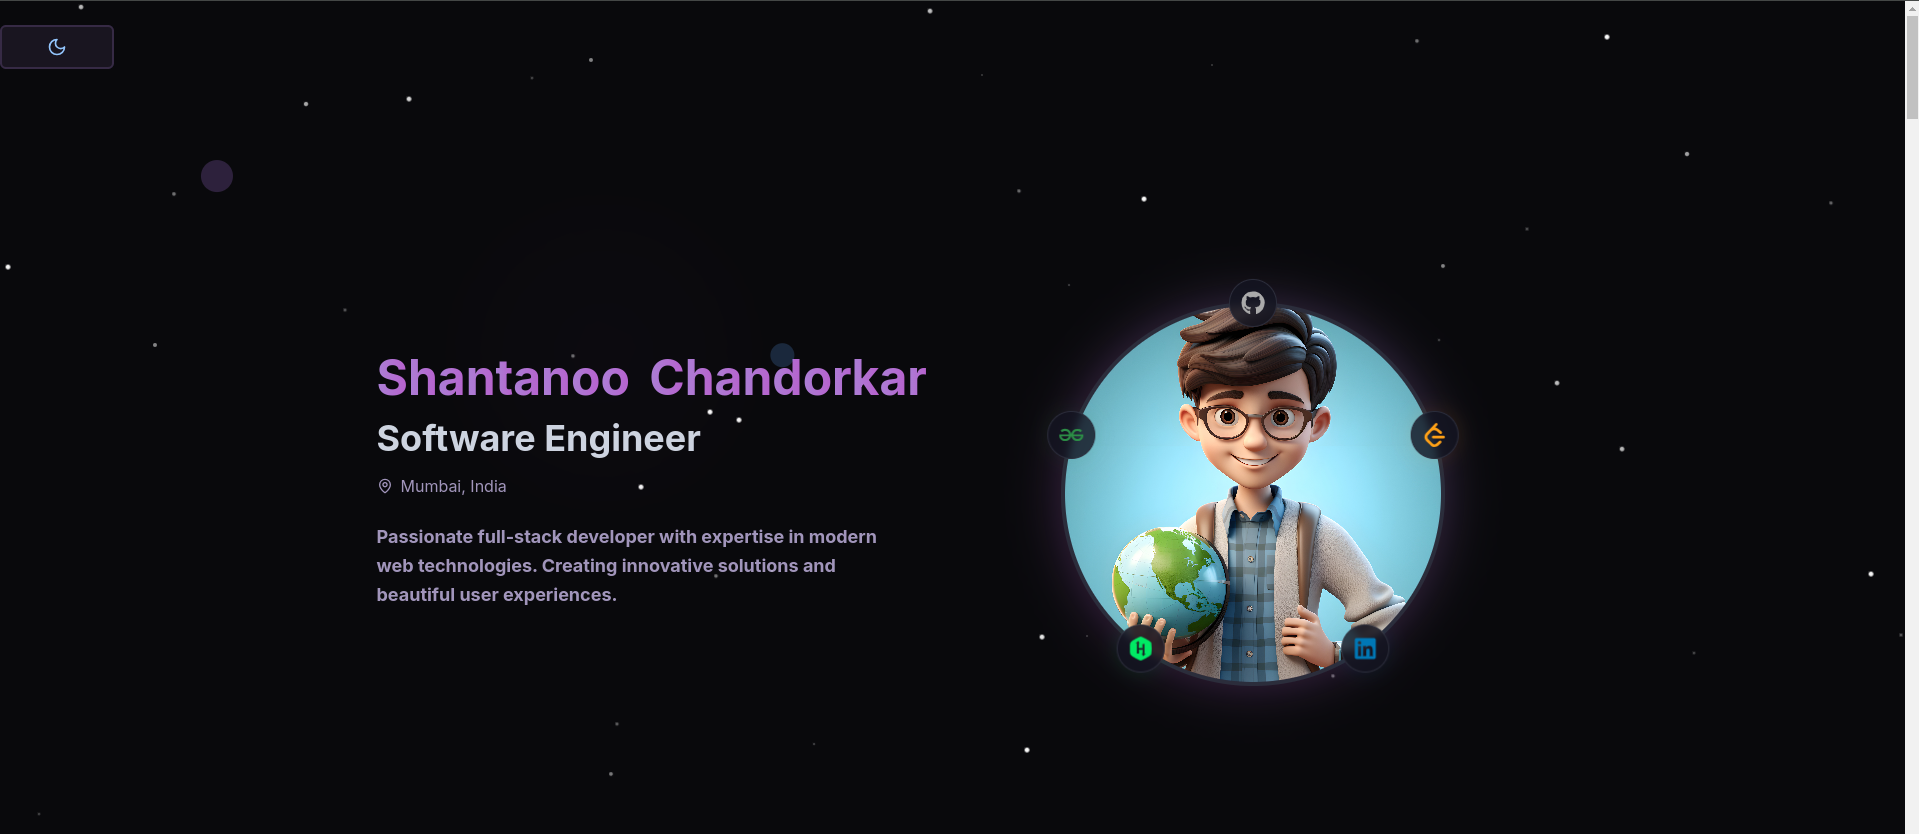 Shantanoo Chandorkar
Software Engineer
Mumbai, India
Passionate full-stack developer with expertise in modern
web technologies. Creating innovative solutions and
beautiful user experiences.
H
in